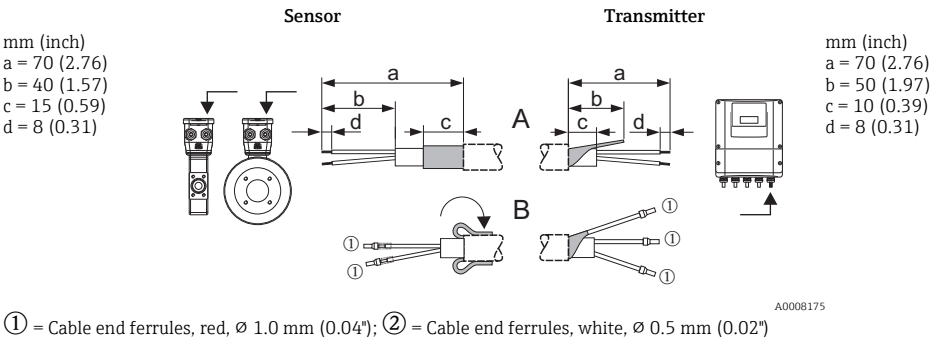 Sensor
Transmitter
mm (inch)
a = 70 (2.76)
b = 40 (1.57)
c = 15 (0.59)
d = 8 (0.31)
a
b
d
c
A
a
b
c
d
mm (inch)
a = 70 (2.76)
b = 50 (1.97)
c = 10 (0.39)
d = 8 (0.31)
①
①
B
①
①
①
A0008175
① = Cable end ferrules, red, Ø 1.0 mm (0.04"); ② = Cable end ferrules, white, Ø 0.5 mm (0.02")